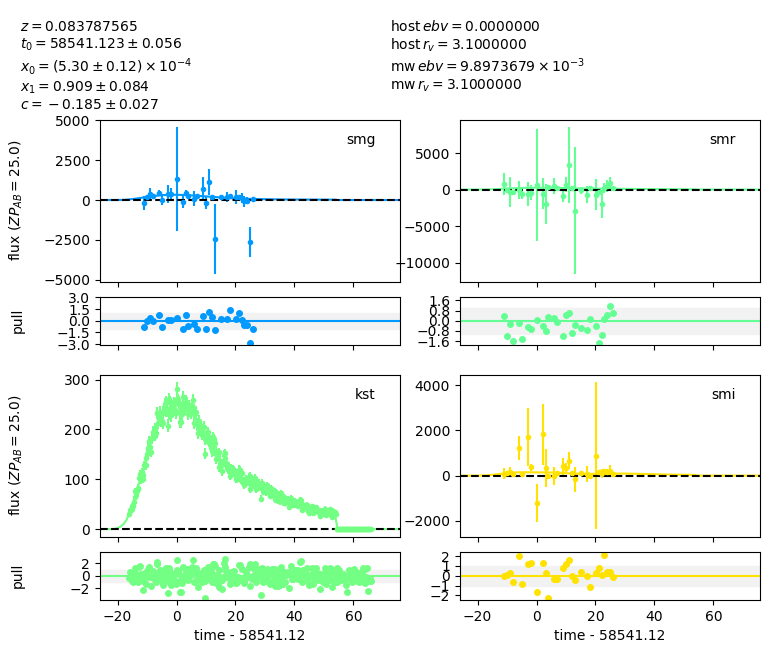 z = 0.083787565
t0 = 58541.123 ± 0.056
x0 = (5.30 ± 0.12) × 10^−4
x1 = 0.909 ± 0.084
c = −0.185 ± 0.027
host ebv = 0.0000000
host r_v = 3.1000000
mw ebv = 9.8973679 × 10^−3
mw r_v = 3.1000000
flux (ZP_AB = 25.0)
5000
2500
0
−2500
−5000
smg
5000
0
−5000
−10000
smr
pull
3.0
1.5
0.0
−1.5
−3.0
1.6
0.8
0.0
−0.8
−1.6
flux (ZP_AB = 25.0)
300
200
100
0
kst
4000
2000
0
−2000
smi
pull
2
0
−2
2
1
0
−1
−2
−20 0 20 40 60
time - 58541.12
−20 0 20 40 60
time - 58541.12